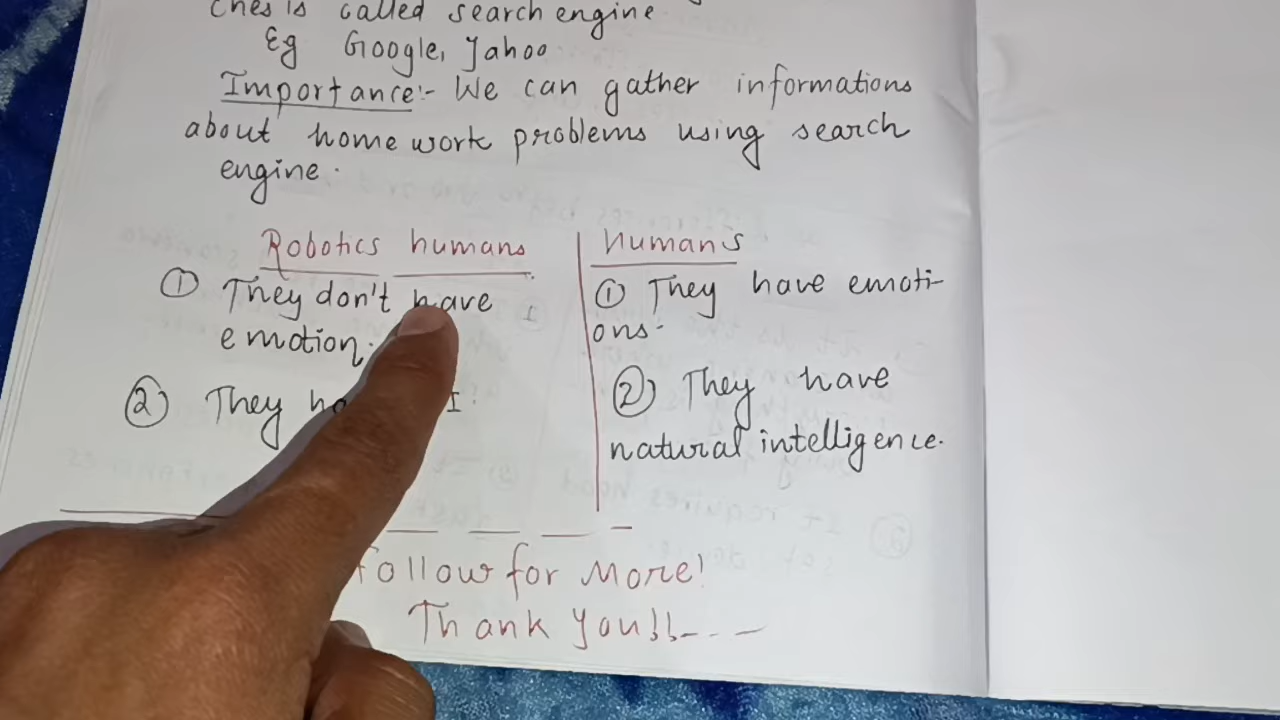 ches is called search engine
Eg Google, Yahoo
Importance:- We can gather informations
about home work problems using search
engine.
Robotics humans
① They don't have
emotion.
② They
humans
① They have emoti-
ons.
② They have
natural intelligence.
Follow for More!
Thank You!!---